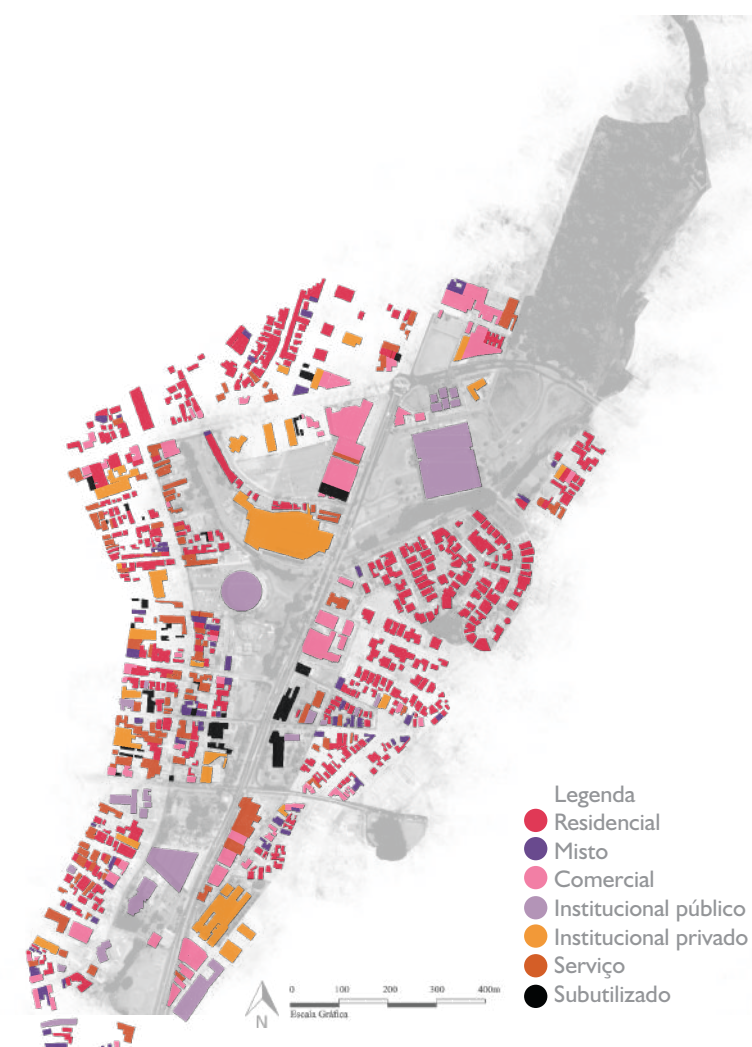 Legenda
Residencial
Misto
Comercial
Institucional público
Institucional privado
Serviço
Subutilizado
0 100 200 300 400m
Escala Gráfica
N